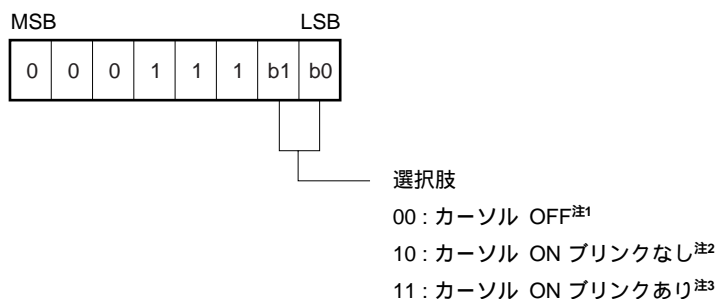 MSB LSB
0 0 0 1 1 1 b1 b0
選択肢
00 : カーソル OFF注1
10 : カーソル ON ブリンクなし注2
11 : カーソル ON ブリンクあり注3